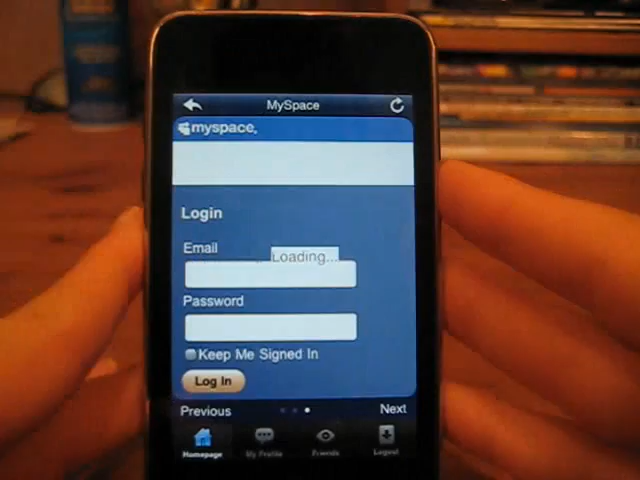 MySpace
myspace.
Login
Email
Loading...
Password
Keep Me Signed In
Log In
Previous
Next
Homepage
My Profile
Friends
Logout